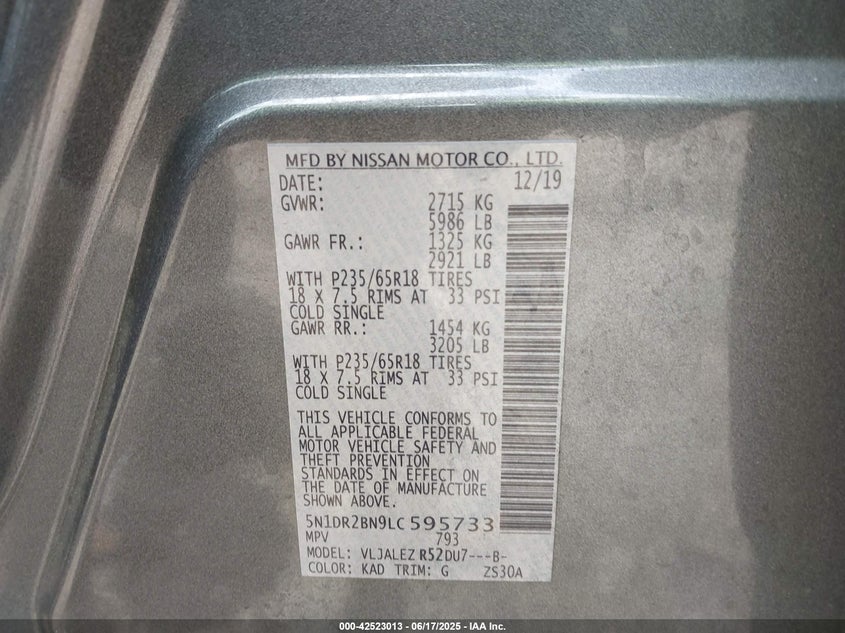 MFD BY NISSAN MOTOR CO., LTD.
DATE: 12/19
GVWR: 2715 KG
5986 LB
GAWR FR.: 1325 KG
2921 LB
WITH P235/65R18 TIRES
18 X 7.5 RIMS AT 33 PSI
COLD SINGLE
GAWR RR.: 1454 KG
3205 LB
WITH P235/65R18 TIRES
18 X 7.5 RIMS AT 33 PSI
COLD SINGLE
THIS VEHICLE CONFORMS TO
ALL APPLICABLE FEDERAL
MOTOR VEHICLE SAFETY AND
THEFT PREVENTION
STANDARDS IN EFFECT ON
THE DATE OF MANUFACTURE
SHOWN ABOVE.
5N1DR2BN9LC595733
MPV 793
MODEL: VLJALEZ R52DU7---B-
COLOR: KAD TRIM: G ZS30A
000-42523013 - 06/17/2025 - IAA Inc.